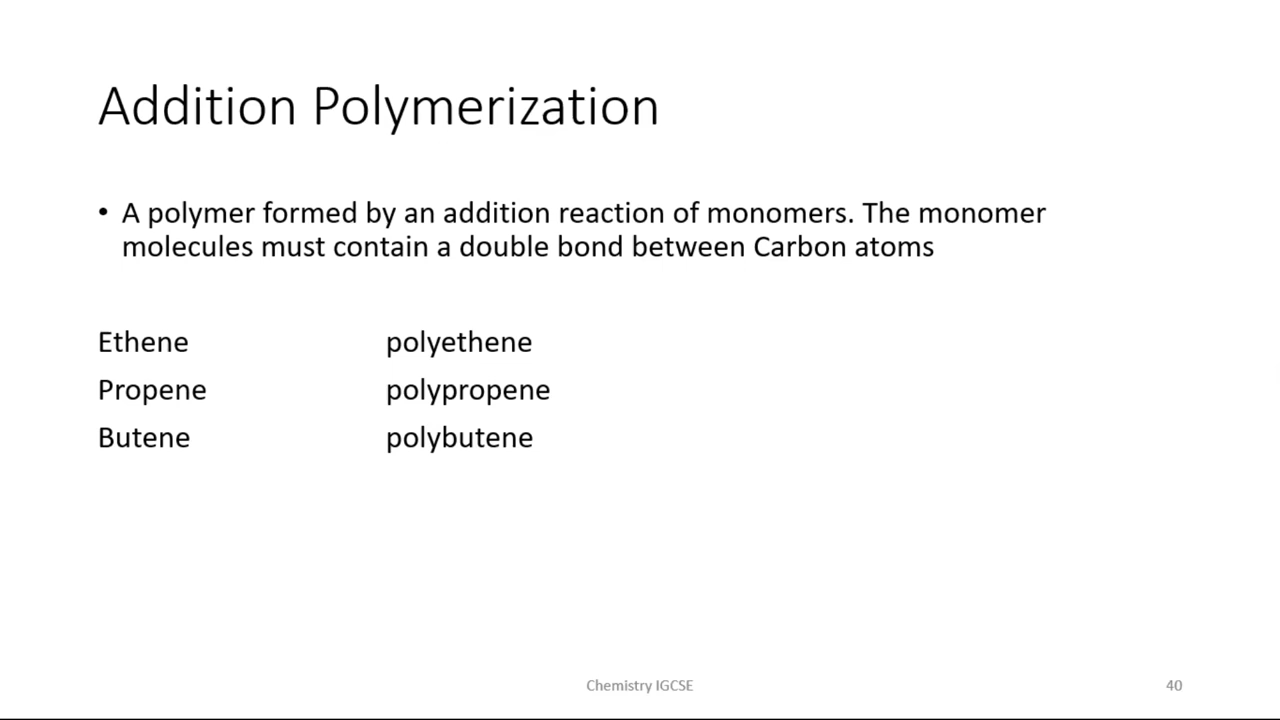 Addition Polymerization
• A polymer formed by an addition reaction of monomers. The monomer
molecules must contain a double bond between Carbon atoms
Ethene polyethene
Propene polypropene
Butene polybutene
Chemistry IGCSE 40